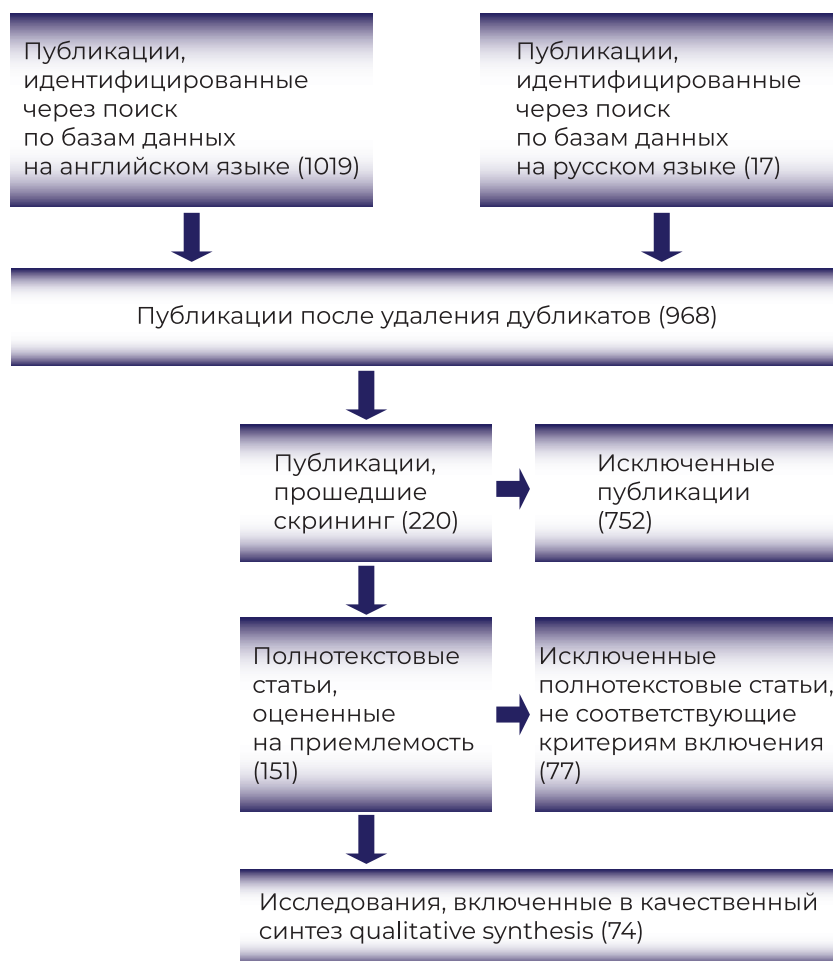 Публикации,
идентифицированные
через поиск
по базам данных
на английском языке (1019)
Публикации,
идентифицированные
через поиск
по базам данных
на русском языке (17)
Публикации после удаления дубликатов (968)
Публикации,
прошедшие
скрининг (220)
Исключенные
публикации
(752)
Полнотекстовые
статьи,
оцененные
на приемлемость
(151)
Исключенные
полнотекстовые статьи,
не соответствующие
критериям включения
(77)
Исследования, включенные в качественный
синтез qualitative synthesis (74)